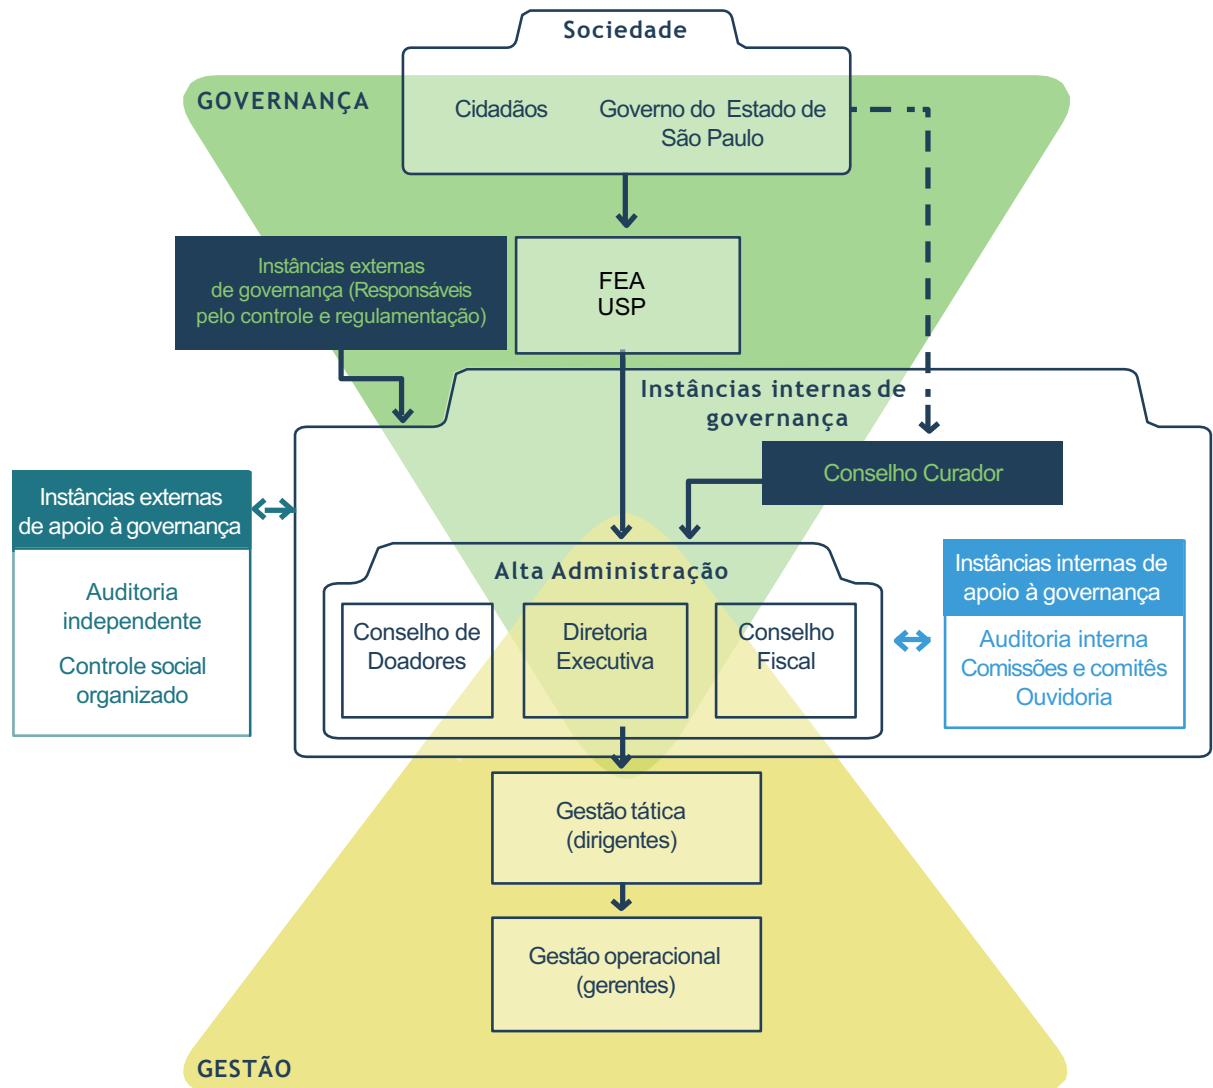 Sociedade
GOVERNANÇA
Cidadãos
Governo do Estado de
São Paulo
Instâncias externas
de governança (Responsáveis
pelo controle e regulamentação)
FEA
USP
Instâncias internas de
governança
Conselho Curador
Instâncias externas
de apoio à governança
Auditoria
independente
Controle social
organizado
Alta Administração
Conselho de
Doadores
Diretoria
Executiva
Conselho
Fiscal
Instâncias internas de
apoio à governança
Auditoria interna
Comissões e comitês
Ouvidoria
Gestão tática
(dirigentes)
Gestão operacional
(gerentes)
GESTÃO